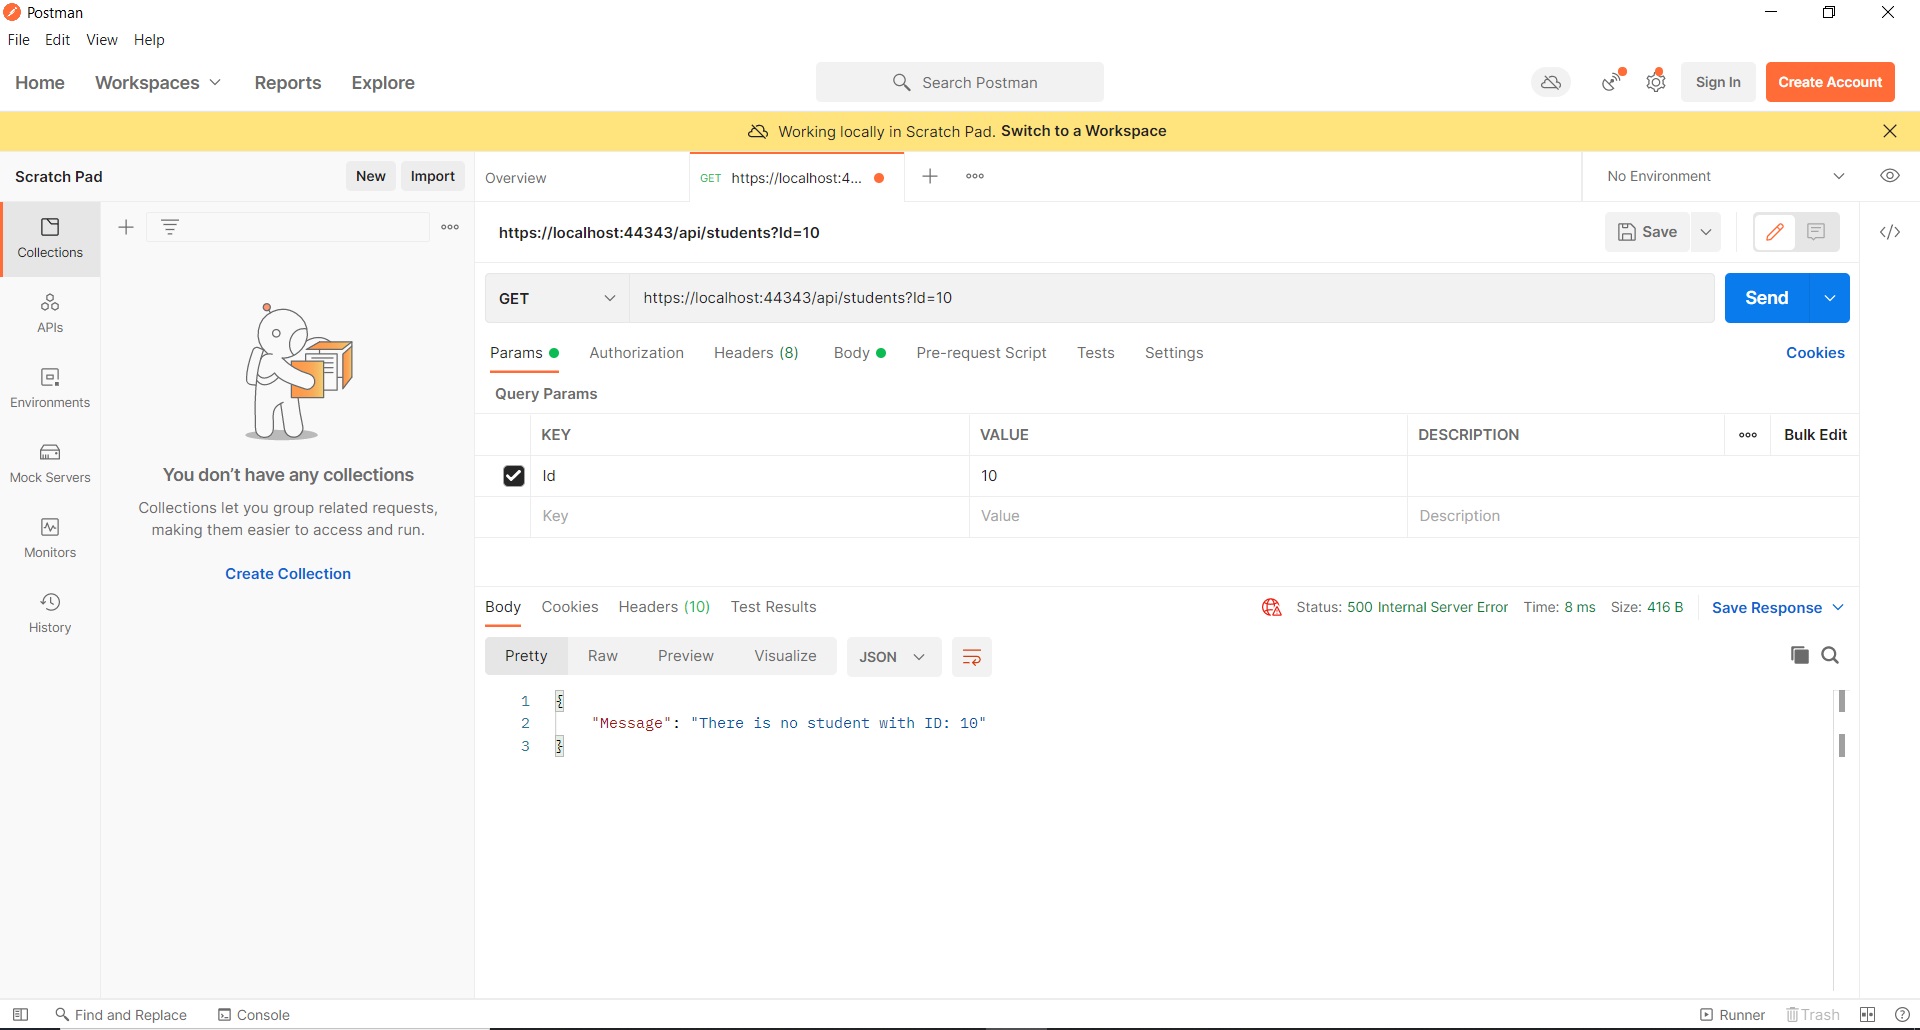 Postman
File Edit View Help
Home Workspaces Reports Explore Search Postman Sign In Create Account
Working locally in Scratch Pad. Switch to a Workspace
Scratch Pad New Import Overview GET https://localhost:4... No Environment
Collections
APIs
Environments
Mock Servers
Monitors
History
You don't have any collections
Collections let you group related requests,
making them easier to access and run.
Create Collection
https://localhost:44343/api/students?Id=10 Save
GET https://localhost:44343/api/students?Id=10 Send
Params Authorization Headers (8) Body Pre-request Script Tests Settings Cookies
Query Params
KEY VALUE DESCRIPTION Bulk Edit
Id 10
Key Value Description
Body Cookies Headers (10) Test Results Status: 500 Internal Server Error Time: 8 ms Size: 416 B Save Response
Pretty Raw Preview Visualize JSON
1 {
2 "Message": "There is no student with ID: 10"
3 }
Find and Replace Console Runner Trash